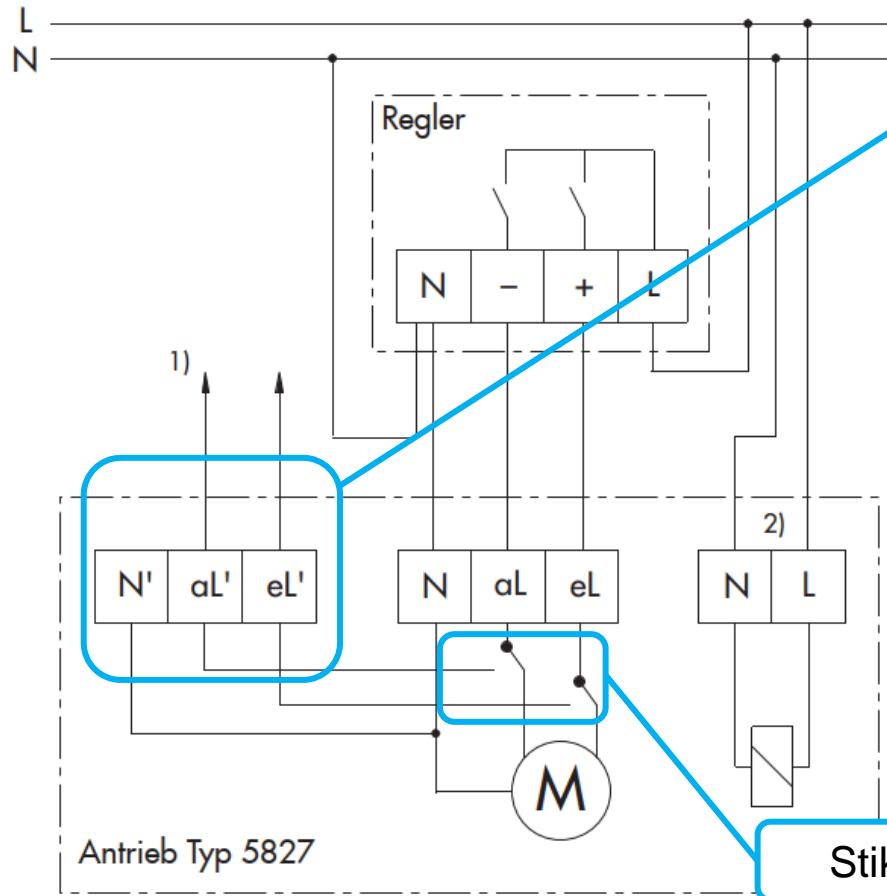 L
N
Regler
N - + L
1)
2)
N' aL' eL' N aL eL N L
M
Antrieb Typ 5827